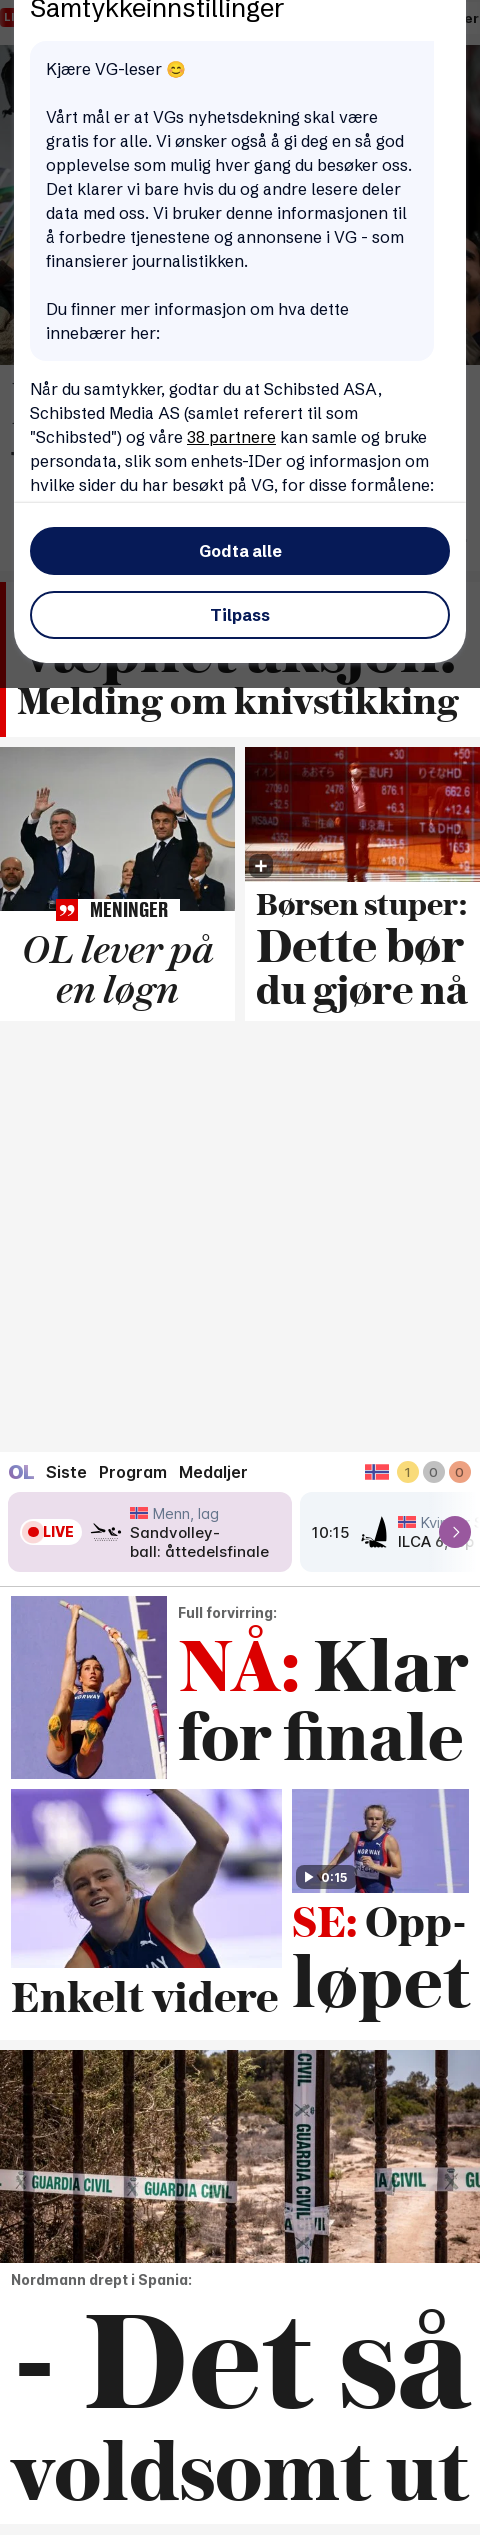 Samtykkeinnstillinger
Kjære VG-leser 😊
Vårt mål er at VGs nyhetsdekning skal være
gratis for alle. Vi ønsker også å gi deg en så god
opplevelse som mulig hver gang du besøker oss.
Det klarer vi bare hvis du og andre lesere deler
data med oss. Vi bruker denne informasjonen til
å forbedre tjenestene og annonsene i VG - som
finansierer journalistikken.
Du finner mer informasjon om hva dette
innebærer her:
Når du samtykker, godtar du at Schibsted ASA,
Schibsted Media AS (samlet referert til som
"Schibsted") og våre 38 partnere kan samle og bruke
persondata, slik som enhets-IDer og informasjon om
hvilke sider du har besøkt på VG, for disse formålene:
Godta alle
Tilpass
væpnet aksjon:
Melding om knivstikking
MENINGER
OL lever på
en løgn
Børsen stuper:
Dette bør
du gjøre nå
OL Siste Program Medaljer 1 0 0
LIVE
Menn, lag
Sandvolley-
ball: åttedelsfinale
10:15
ILCA 6,
Full forvirring:
NÅ: Klar
for finale
NORWAY
0:15
Enkelt videre
SE: Opp-
løpet
GUARDIA CIVIL
GUARDIA CIVIL
CIVIL
GUARDIA CIVIL
CIVIL
Nordmann drept i Spania:
- Det så
voldsomt ut